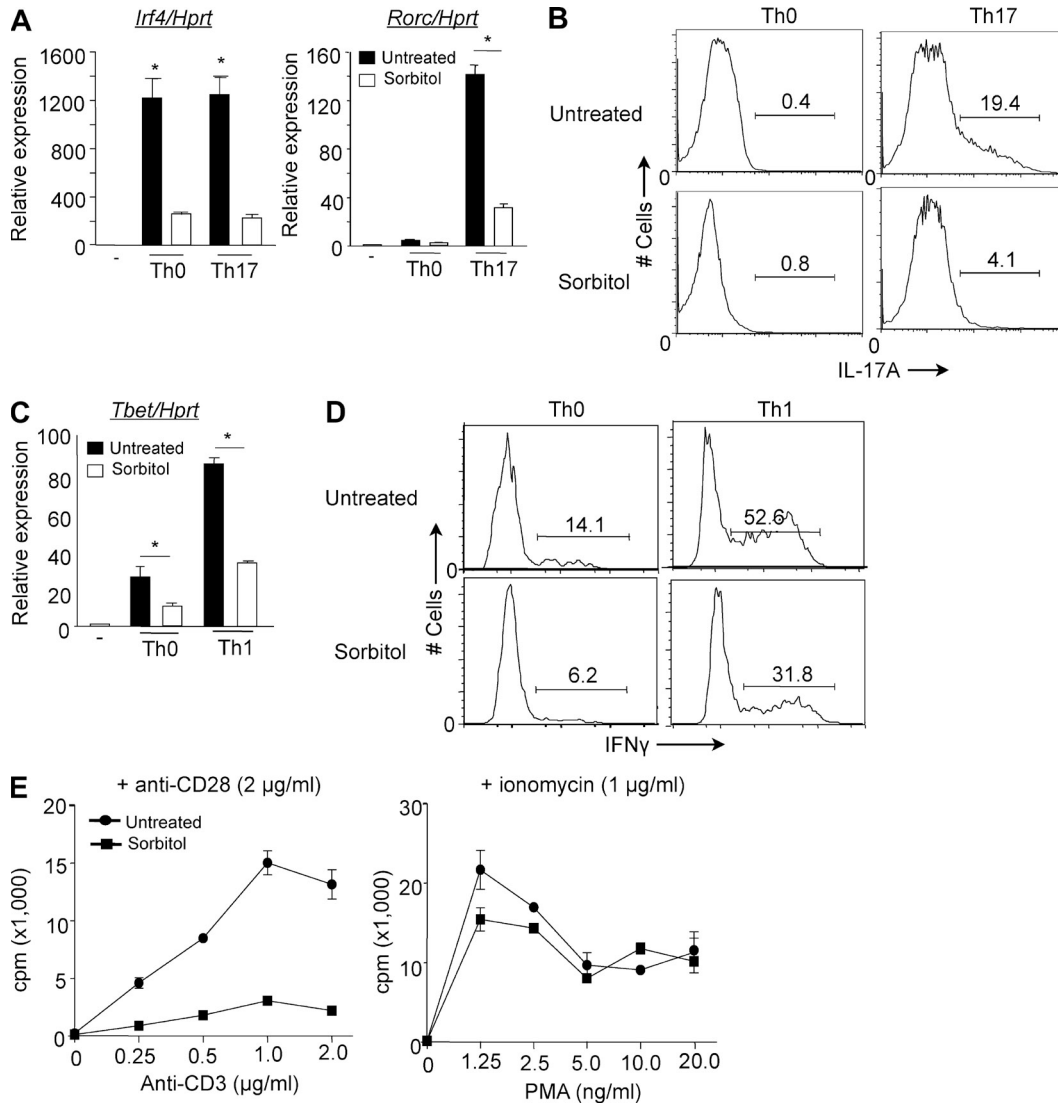 A
Irf4/Hprt
Relative expression
1600
1200
800
400
0
*
*
-
Th0
Th17
Rorc/Hprt
Relative expression
160
120
80
40
0
Untreated
Sorbitol
*
-
Th0
Th17
B
Th0
Th17
Untreated
0.4
19.4
0
0
Sorbitol
0.8
4.1
0
0
# Cells
IL-17A
C
Tbet/Hprt
Relative expression
100
80
60
40
20
0
Untreated
Sorbitol
*
*
-
Th0
Th1
D
Th0
Th1
Untreated
14.1
52.6
0
Sorbitol
6.2
31.8
0
# Cells
IFNγ
E
+ anti-CD28 (2 µg/ml)
cpm (x1,000)
20
15
10
5
0
Untreated
Sorbitol
0
0.25
0.5
1.0
2.0
Anti-CD3 (µg/ml)
+ ionomycin (1 µg/ml)
cpm (x1,000)
30
20
10
0
0
1.25
2.5
5.0
10.0
20.0
PMA (ng/ml)